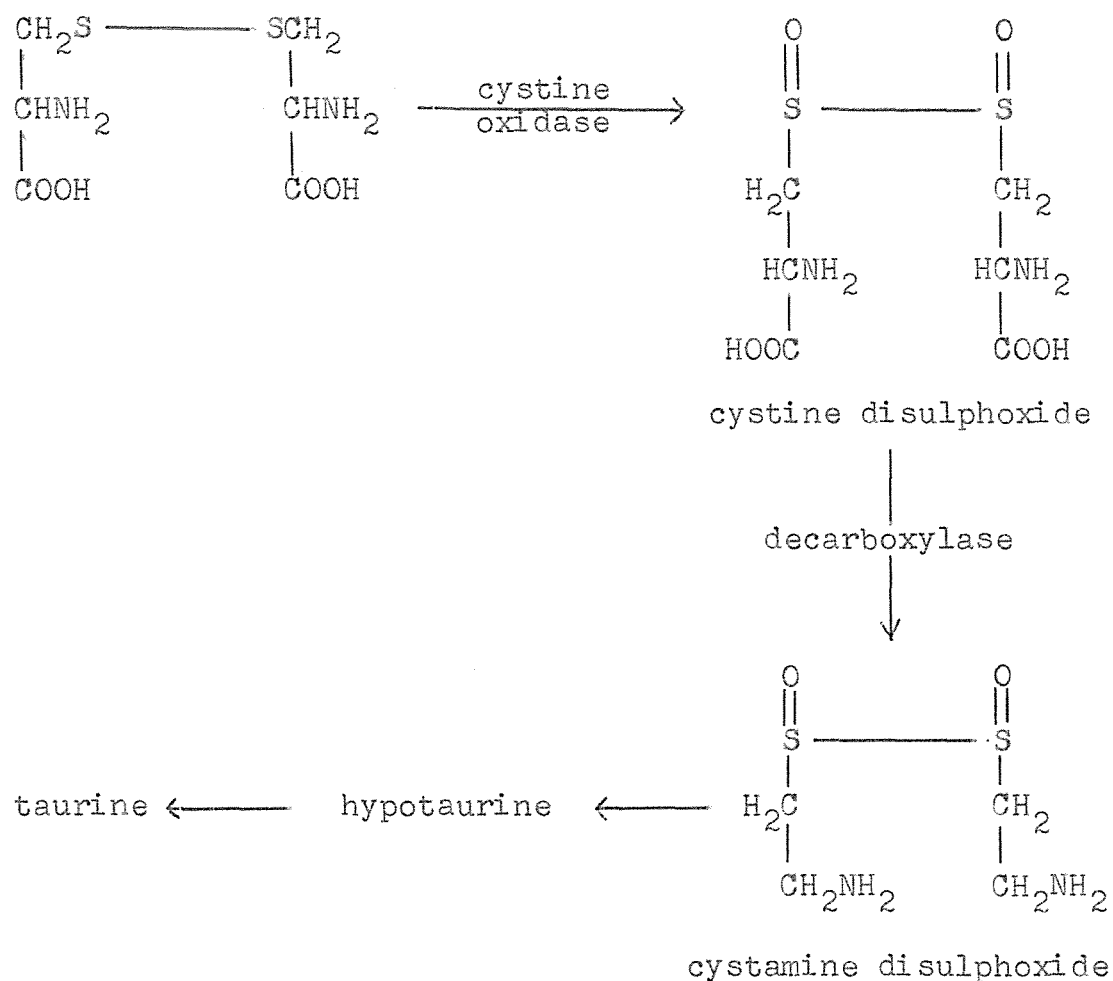 CH₂S SCH₂
CHNH₂ CHNH₂
COOH COOH
cystine
oxidase
O O
S S
H₂C CH₂
HCNH₂ HCNH₂
HOOC COOH
cystine disulphoxide
decarboxylase
O O
S S
taurine hypotaurine H₂C CH₂
CH₂NH₂ CH₂NH₂
cystamine disulphoxide